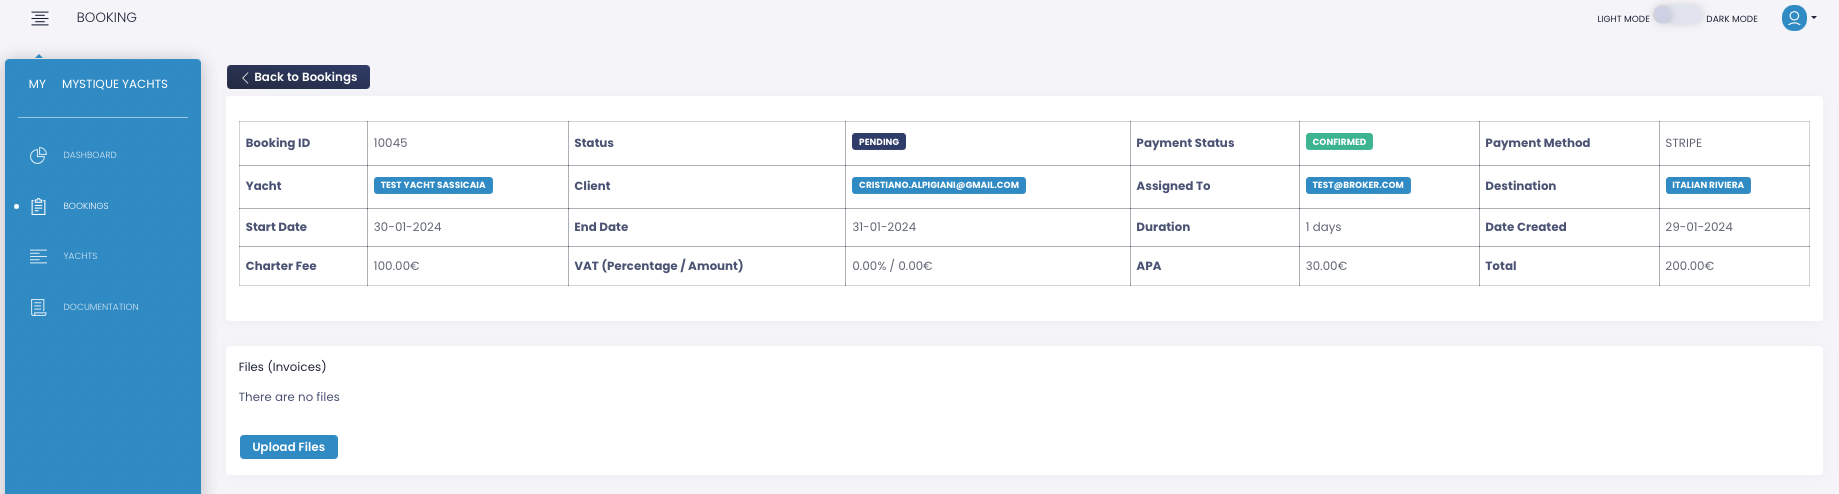 BOOKING
LIGHT MODE DARK MODE
MY MYSTIQUE YACHTS
DASHBOARD
BOOKINGS
YACHTS
DOCUMENTATION
Back to Bookings
Booking ID 10045 Status PENDING Payment Status CONFIRMED Payment Method STRIPE
Yacht TEST YACHT SASSICAIA Client CRISTIANO.ALPIGIANI@GMAIL.COM Assigned To TEST@BROKER.COM Destination ITALIAN RIVIERA
Start Date 30-01-2024 End Date 31-01-2024 Duration 1 days Date Created 29-01-2024
Charter Fee 100.00€ VAT (Percentage / Amount) 0.00% / 0.00€ APA 30.00€ Total 200.00€
Files (Invoices)
There are no files
Upload Files